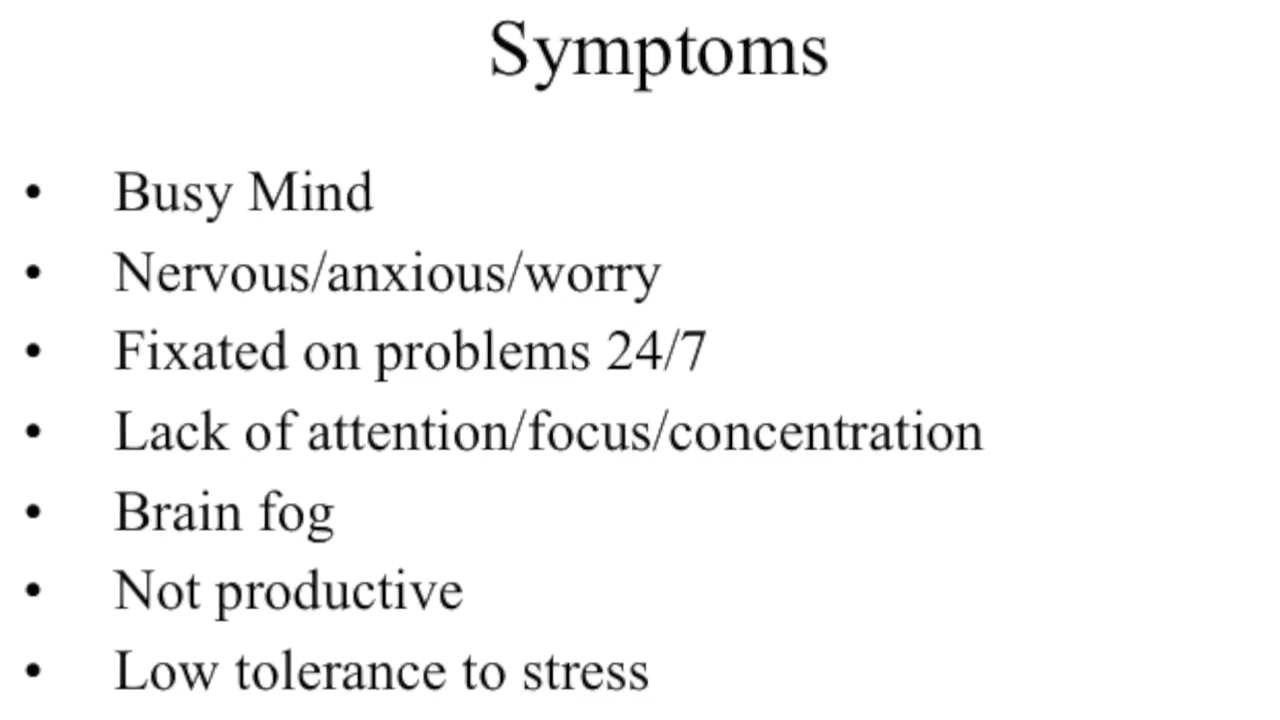 Symptoms
• Busy Mind
• Nervous/anxious/worry
• Fixated on problems 24/7
• Lack of attention/focus/concentration
• Brain fog
• Not productive
• Low tolerance to stress